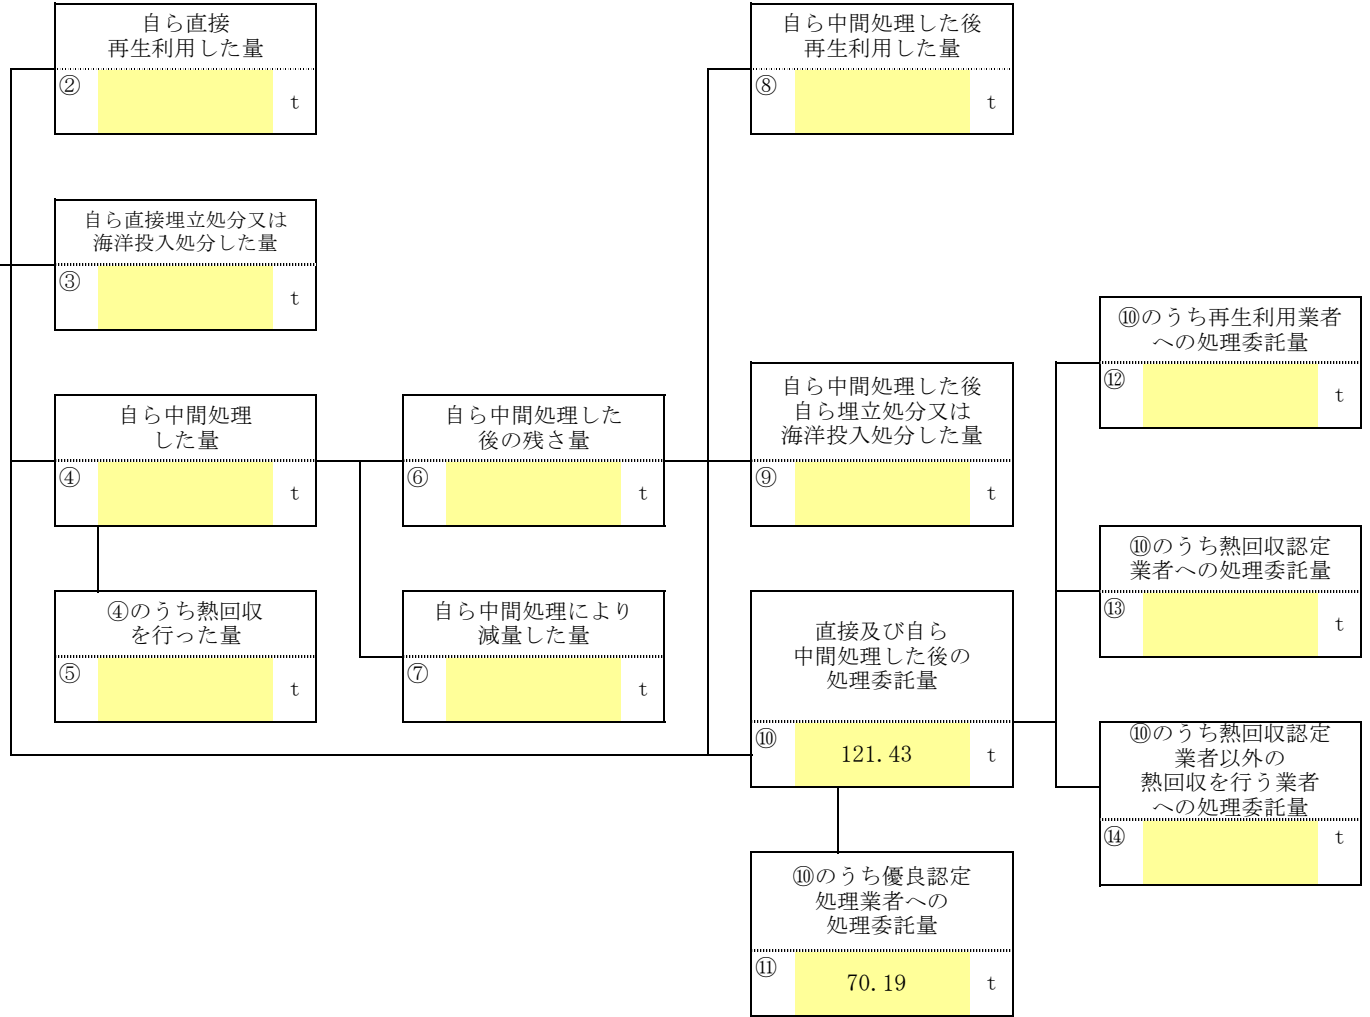 自ら直接
再生利用した量
②
t
自ら中間処理した後
再生利用した量
⑧
t
自ら直接埋立処分又は
海洋投入処分した量
③
t
⑩のうち再生利用業者
への処理委託量
⑫
t
自ら中間処理
した量
④
t
自ら中間処理した
後の残さ量
⑥
t
自ら中間処理した後
自ら埋立処分又は
海洋投入処分した量
⑨
t
⑩のうち熱回収認定
業者への処理委託量
⑬
t
④のうち熱回収
を行った量
⑤
t
自ら中間処理により
減量した量
⑦
t
直接及び自ら
中間処理した後の
処理委託量
⑩
121.43
t
⑩のうち熱回収認定
業者以外の
熱回収を行う業者
への処理委託量
⑭
t
⑩のうち優良認定
処理業者への
処理委託量
⑪
70.19
t